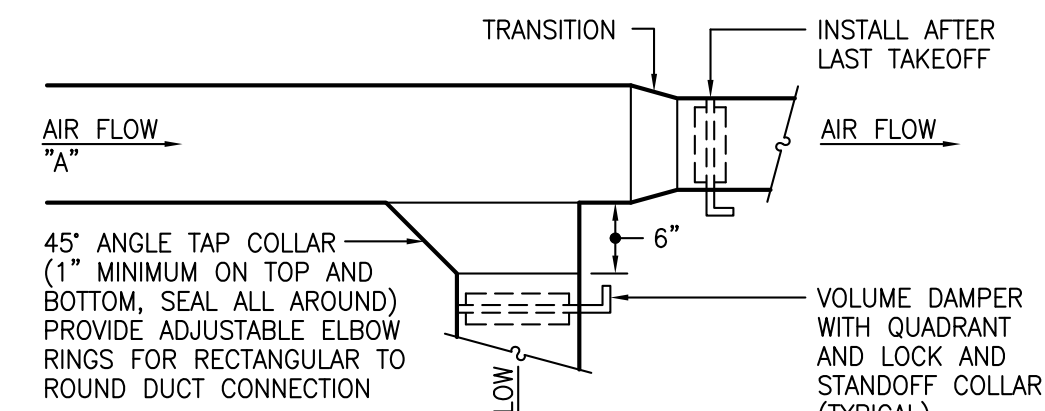 TRANSITION
INSTALL AFTER
LAST TAKEOFF
AIR FLOW
"A"
AIR FLOW
45° ANGLE TAP COLLAR
(1" MINIMUM ON TOP AND
BOTTOM, SEAL ALL AROUND)
PROVIDE ADJUSTABLE ELBOW
RINGS FOR RECTANGULAR TO
ROUND DUCT CONNECTION
6"
VOLUME DAMPER
WITH QUADRANT
AND LOCK AND
STANDOFF COLLAR
(TYPICAL)